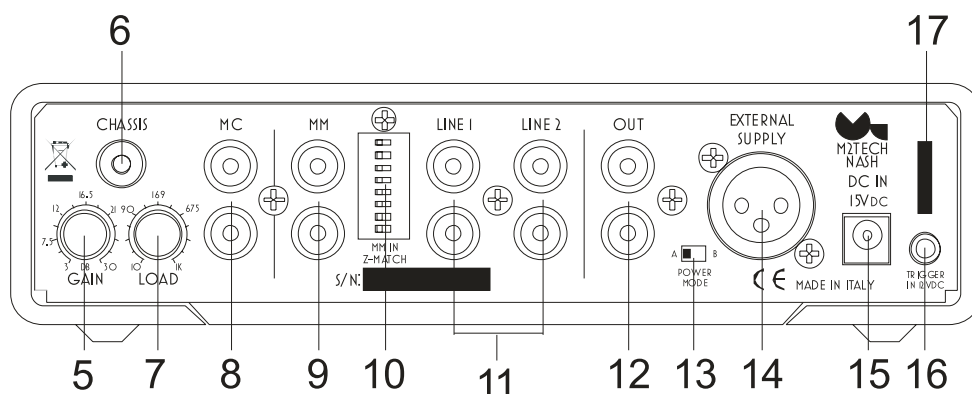 6
17
CHASSIS
MC
MM
LINE 1
LINE 2
OUT
EXTERNAL
SUPPLY
M2TECH
NASH
DC IN
15VDC
16.5
12
21
7.5
3
DB
30
GAIN
169
90
675
10
1K
LOAD
MM IN
Z-MATCH
S/N:
A
B
POWER
MODE
CE
MADE IN ITALY
TRIGGER
IN 12VDC
5
7
8
9
10
11
12
13
14
15
16